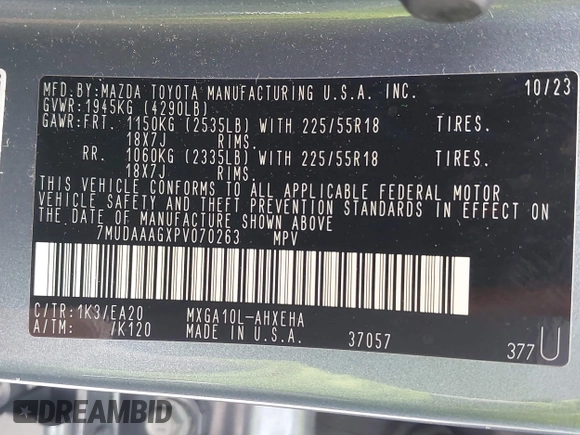 MFD.BY:MAZDA TOYOTA MANUFACTURING U.S.A. INC. 10/23
GVWR:1945KG (4290LB)
GAWR:FRT. 1150KG (2535LB) WITH 225/55R18 TIRES.
18X7J RIMS.
RR. 1060KG (2335LB) WITH 225/55R18 TIRES.
18X7J RIMS.
THIS VEHICLE CONFORMS TO ALL APPLICABLE FEDERAL MOTOR
VEHICLE SAFETY AND THEFT PREVENTION STANDARDS IN EFFECT ON
THE DATE OF MANUFACTURE SHOWN ABOVE
7MUDAAAGXPV070263 MPV
C/TR:1K3/EA20 MXGA10L-AHXEHA
A/TM: /K120 MADE IN U.S.A. 37057 377U
DREAMBID